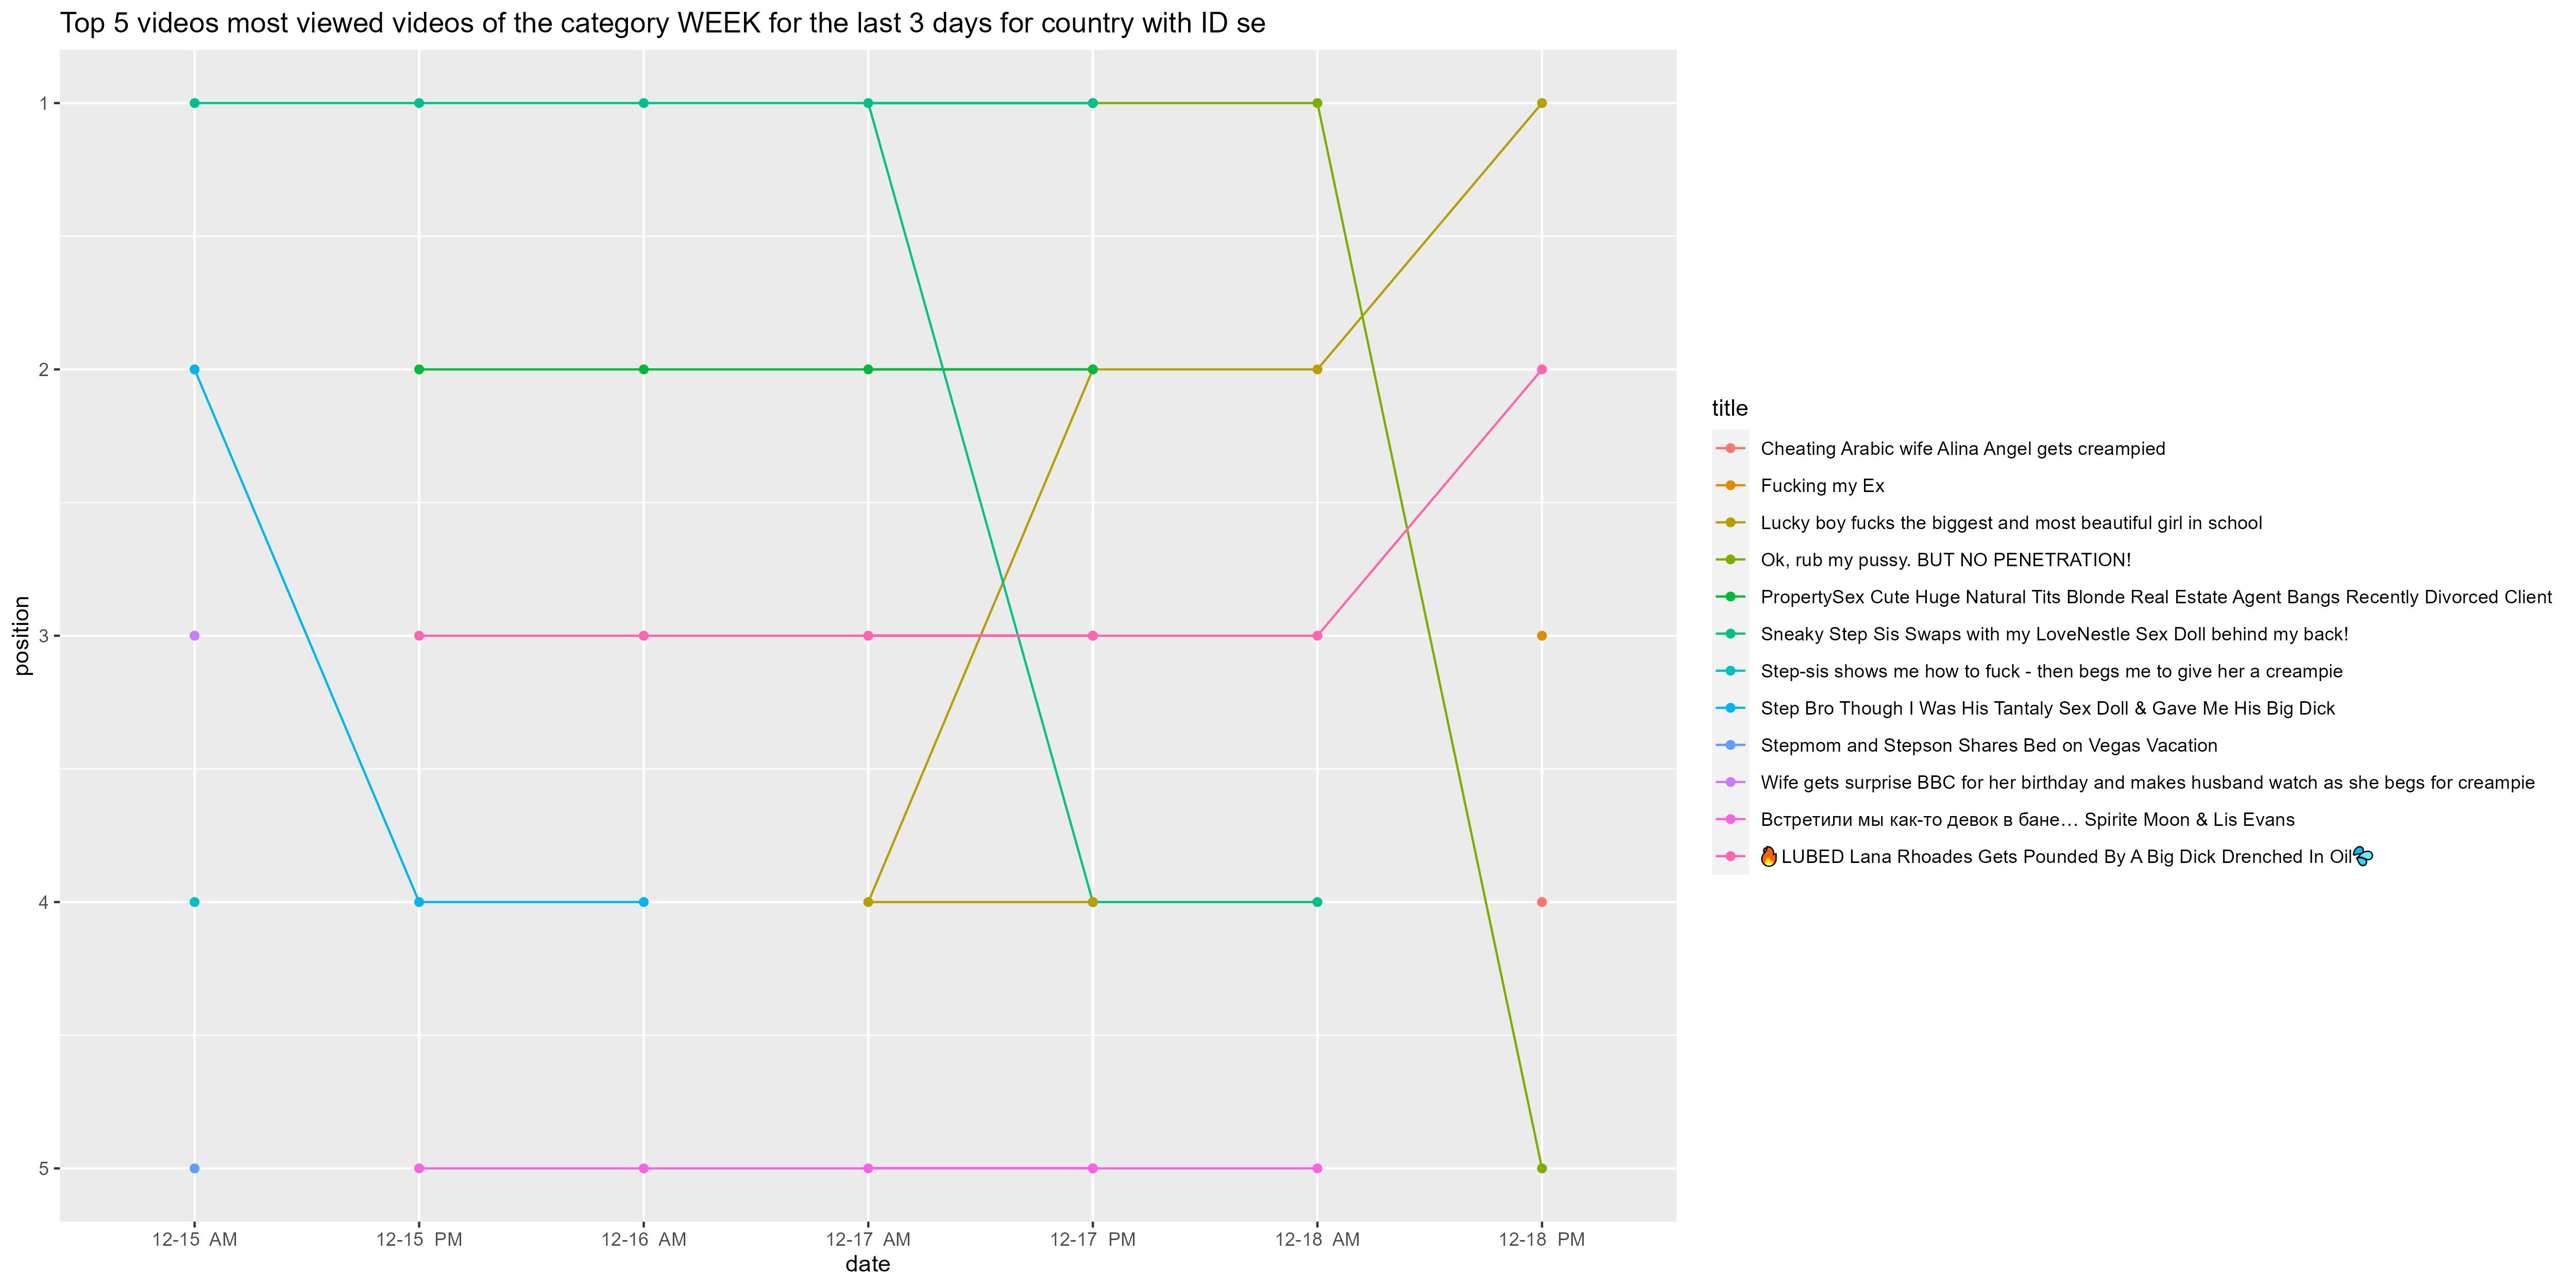 Top 5 videos most viewed videos of the category WEEK for the last 3 days for country with ID se
1
2
3
4
5
position
12-15 AM
12-15 PM
12-16 AM
12-17 AM
12-17 PM
12-18 AM
12-18 PM
date
title
Cheating Arabic wife Alina Angel gets creampied
Fucking my Ex
Lucky boy fucks the biggest and most beautiful girl in school
Ok, rub my pussy. BUT NO PENETRATION!
PropertySex Cute Huge Natural Tits Blonde Real Estate Agent Bangs Recently Divorced Client
Sneaky Step Sis Swaps with my LoveNestle Sex Doll behind my back!
Step-sis shows me how to fuck - then begs me to give her a creampie
Step Bro Though I Was His Tantaly Sex Doll & Gave Me His Big Dick
Stepmom and Stepson Shares Bed on Vegas Vacation
Wife gets surprise BBC for her birthday and makes husband watch as she begs for creampie
Встретили мы как-то девок в бане… Spirite Moon & Lis Evans
🔥LUBED Lana Rhoades Gets Pounded By A Big Dick Drenched In Oil💦